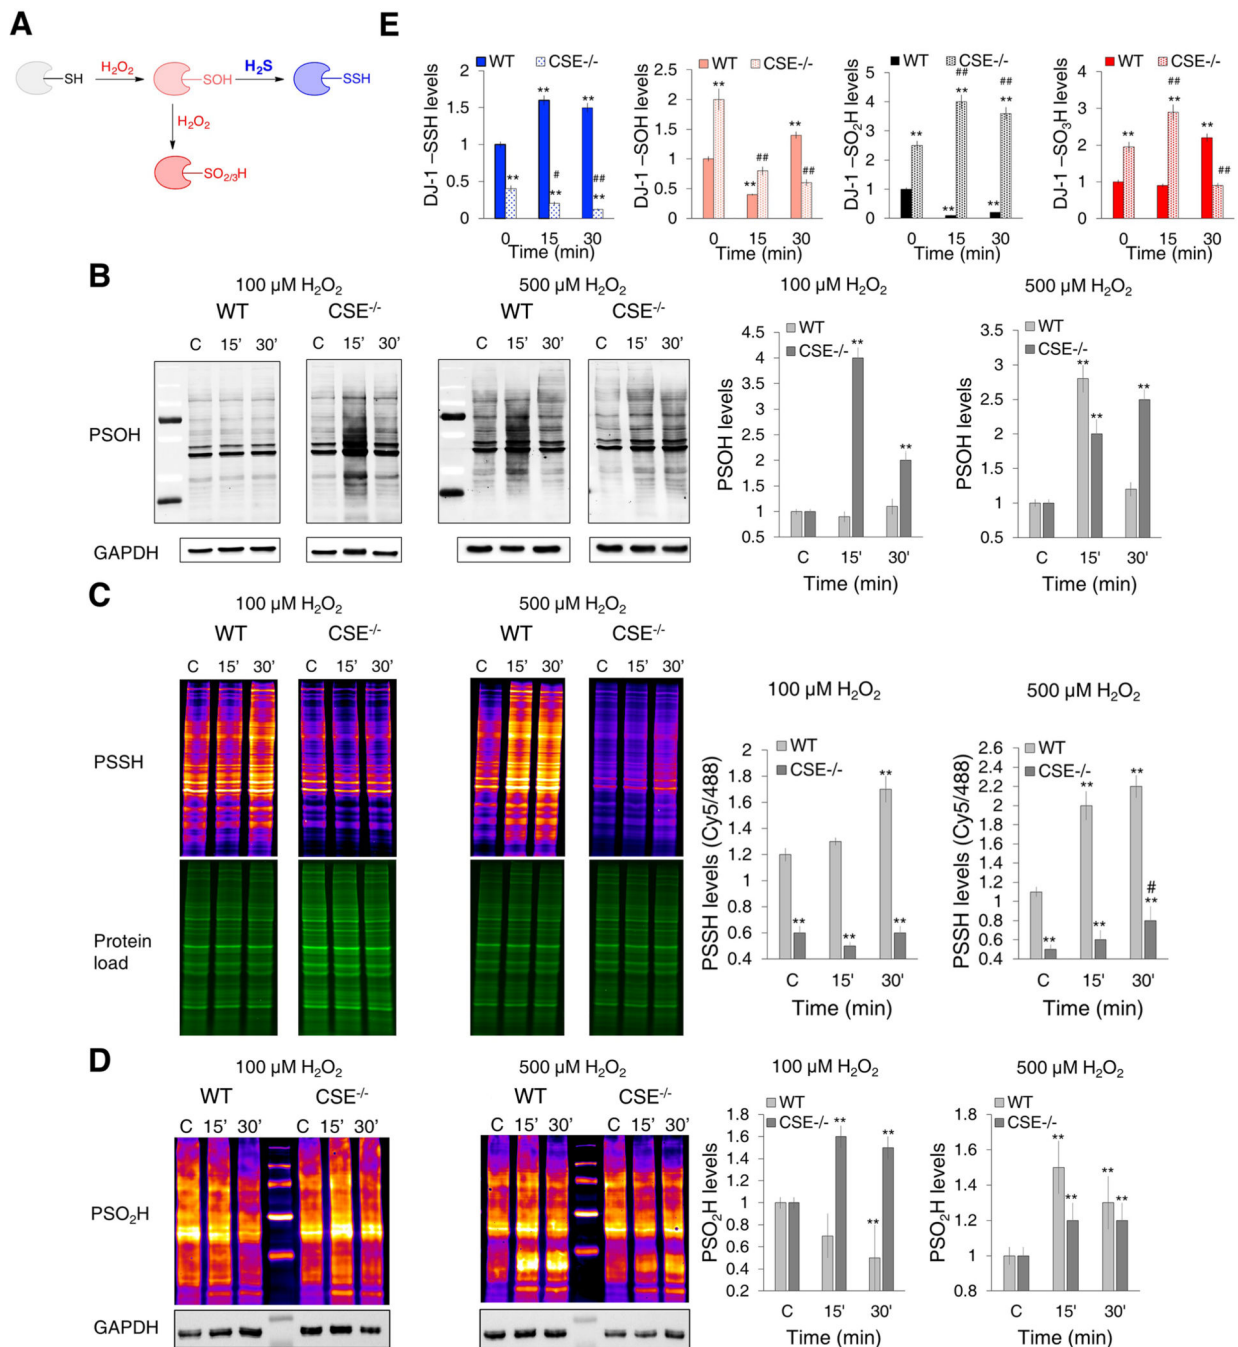 A
SH
H2O2
SOH
H2S
SSH
H2O2
SO2/3H
E
WT CSE-/-
DJ-1 –SSH levels
2
1.5
1
0.5
0
** ** ** # ** ## **
0 15 30
Time (min)
WT CSE-/-
DJ-1 –SOH levels
2.5
2
1.5
1
0.5
0
** ** ## ** ##
0 15 30
Time (min)
WT CSE-/-
DJ-1 –SO2H levels
5
4
3
2
1
0
** ** ## ** ** ## **
0 15 30
Time (min)
WT CSE-/-
DJ-1 –SO3H levels
4
3
2
1
0
** ## ** ** ##
0 15 30
Time (min)
B
100 µM H2O2
WT CSE-/-
C 15' 30' C 15' 30'
500 µM H2O2
WT CSE-/-
C 15' 30' C 15' 30'
PSOH
GAPDH
100 µM H2O2
WT
CSE-/-
PSOH levels
4.5
4
3.5
3
2.5
2
1.5
1
0.5
** **
C 15' 30'
Time (min)
500 µM H2O2
WT
CSE-/-
PSOH levels
3.5
3
2.5
2
1.5
1
0.5
** ** **
C 15' 30'
Time (min)
C
100 µM H2O2
WT CSE-/-
C 15' 30' C 15' 30'
500 µM H2O2
WT CSE-/-
C 15' 30' C 15' 30'
PSSH
Protein
load
100 µM H2O2
WT
CSE-/-
PSSH levels (Cy5/488)
2
1.8
1.6
1.4
1.2
1
0.8
0.6
0.4
** ** ** **
C 15' 30'
Time (min)
500 µM H2O2
WT
CSE-/-
PSSH levels (Cy5/488)
2.6
2.4
2.2
2
1.8
1.6
1.4
1.2
1
0.8
0.6
0.4
** ** ** ** # **
C 15' 30'
Time (min)
D
100 µM H2O2
WT CSE-/-
C 15' 30' C 15' 30'
500 µM H2O2
WT CSE-/-
C 15' 30' C 15' 30'
PSO2H
GAPDH
100 µM H2O2
WT
CSE-/-
PSO2H levels
1.8
1.6
1.4
1.2
1
0.8
0.6
0.4
0.2
** ** **
C 15' 30'
Time (min)
500 µM H2O2
WT
CSE-/-
PSO2H levels
1.8
1.6
1.4
1.2
1
0.8
** ** ** **
C 15' 30'
Time (min)